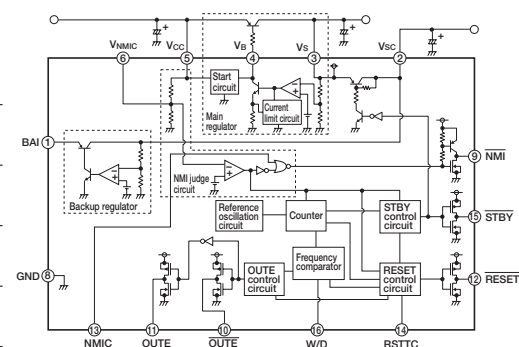 + + +
VNMIC VCC VB VS VSC
6 5 4 3 2
Start circuit
Current limit circuit
Main regulator
BAI 1
Backup regulator
NMI judge circuit
9 NMI
Reference oscillation circuit
Counter
STBY control circuit
15 STBY
GND 8
OUTE control circuit
Frequency comparator
RESET control circuit
12 RESET
13 11 10 16 14
NMIC OUTE OUTE W/D RSTTC